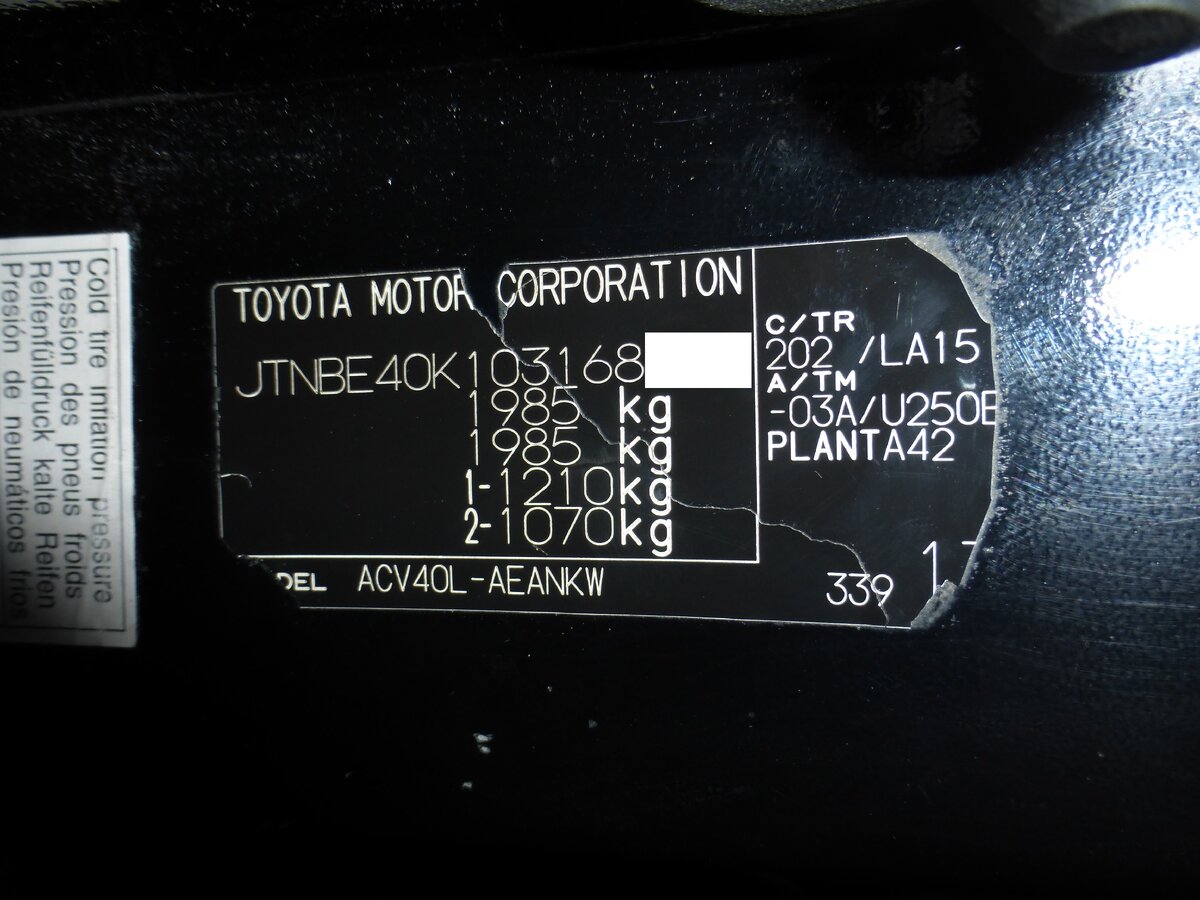 TOYOTA MOTOR CORPORATION
JTNBE40K103168
1985 kg
1985 kg
1-1210kg
2-1070kg
C/TR
202 /LA15
A/TM
-03A/U250E
PLANTA42
DEL ACV40L-AEANKW
339
Cold tire inflation pressure
Pression des pneus froids
Reifenfülldruck kalte Reifen
Presión de neumáticos fríos